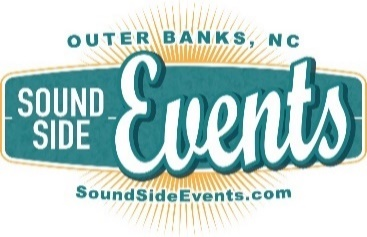 OUTER BANKS, NC
SOUND SIDE Events
SoundSideEvents.com